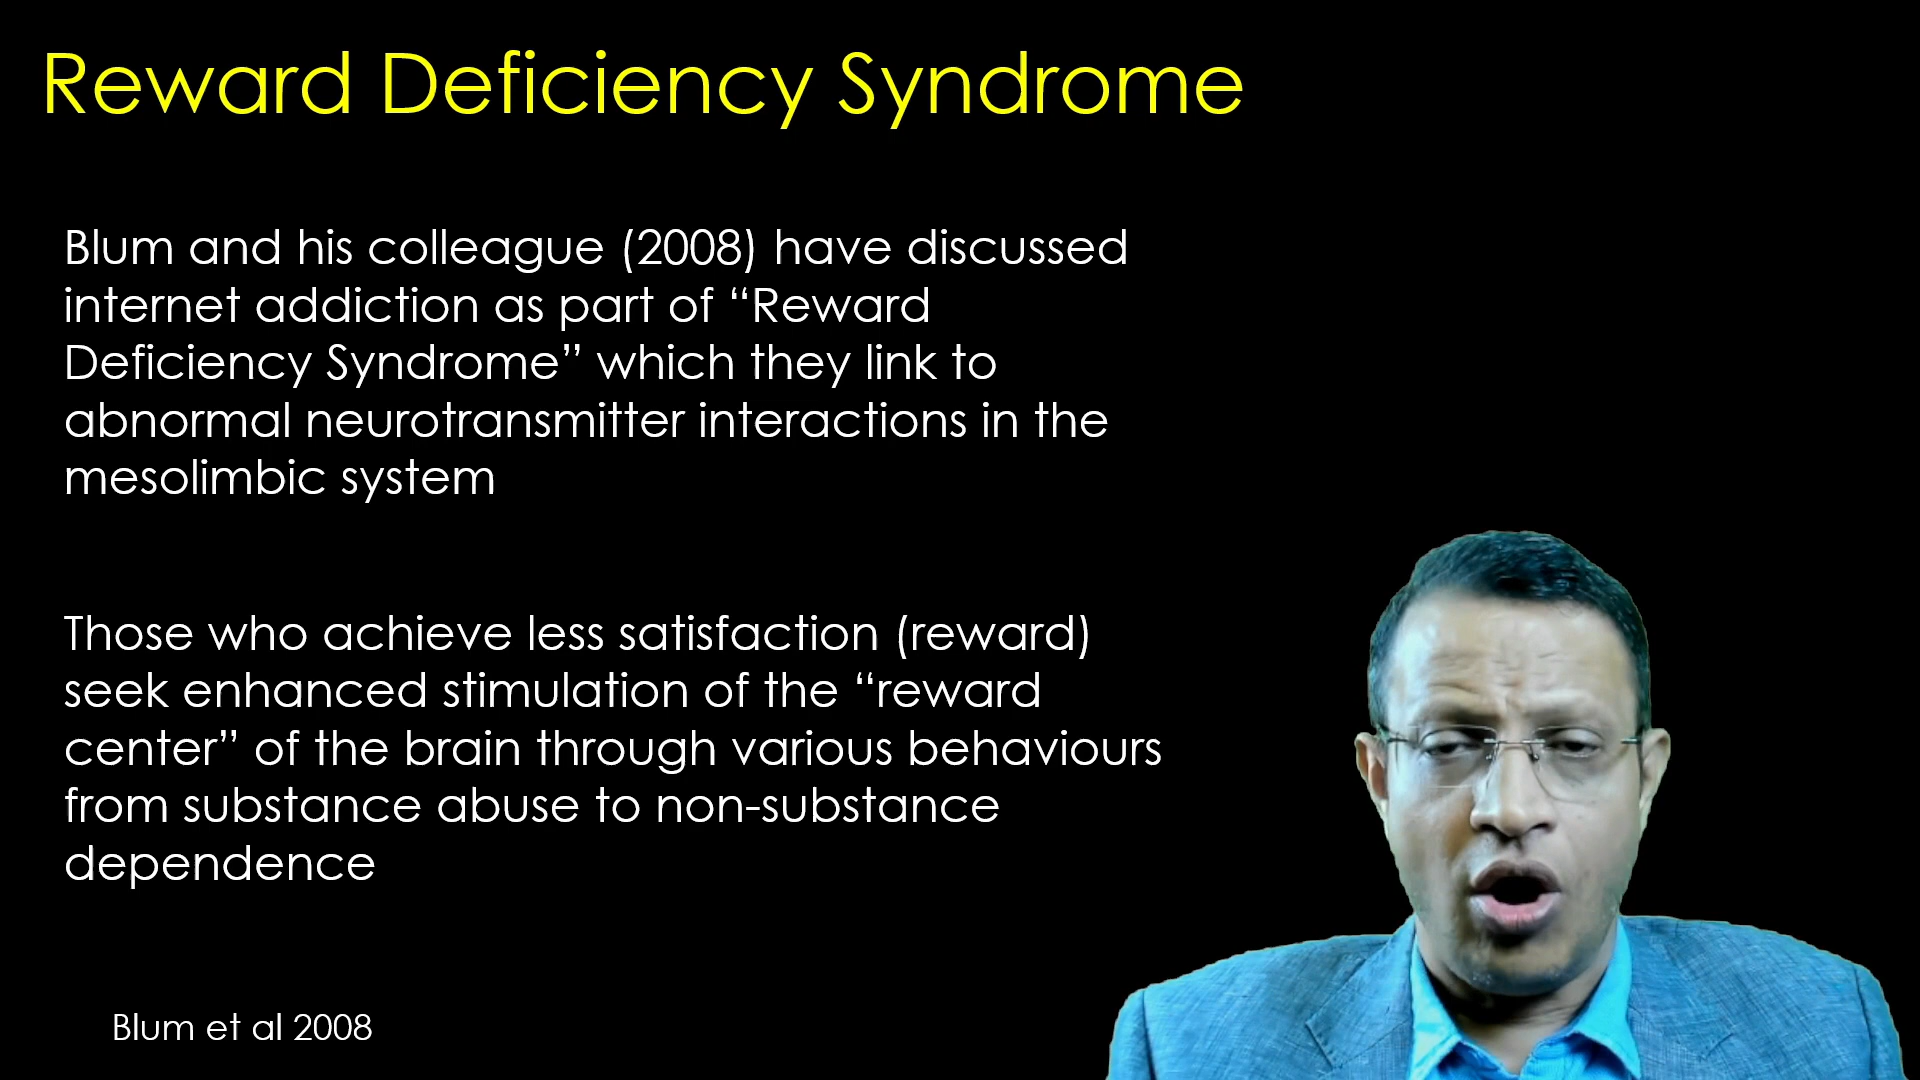 Reward Deficiency Syndrome
Blum and his colleague (2008) have discussed
internet addiction as part of “Reward
Deficiency Syndrome” which they link to
abnormal neurotransmitter interactions in the
mesolimbic system
Those who achieve less satisfaction (reward)
seek enhanced stimulation of the “reward
center” of the brain through various behaviours
from substance abuse to non-substance
dependence
Blum et al 2008